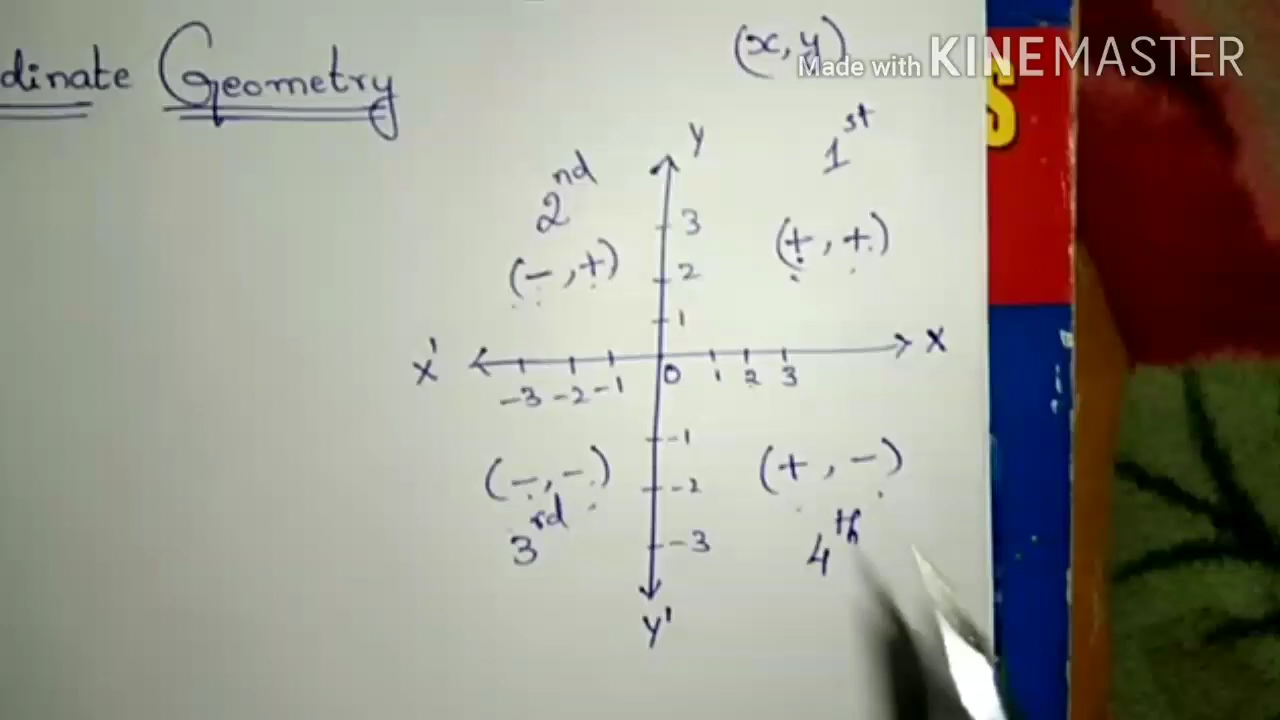 dinate Geometry
(x, y)
Made with KINEMASTER
S
Y
1st
2nd
3
(+, +)
(-, +)
2
1
X'
X
-3 -2 -1 0 1 2 3
-1
(-, -)
(+, -)
-2
3rd
4th
-3
Y'